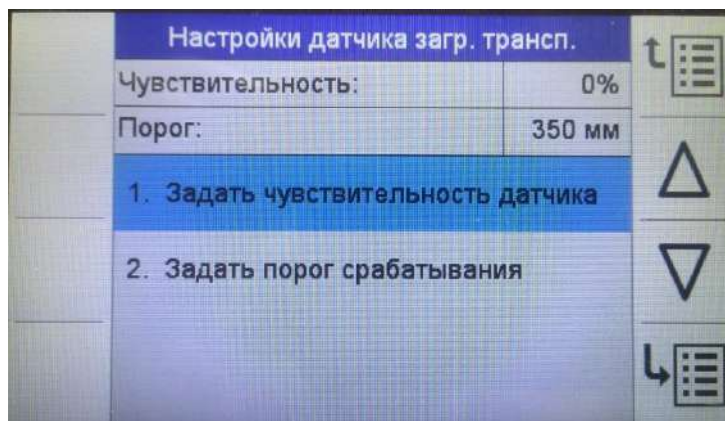 Настройки датчика загр. трансп.
Чувствительность: 0%
Порог: 350 мм
1. Задать чувствительность датчика
2. Задать порог срабатывания